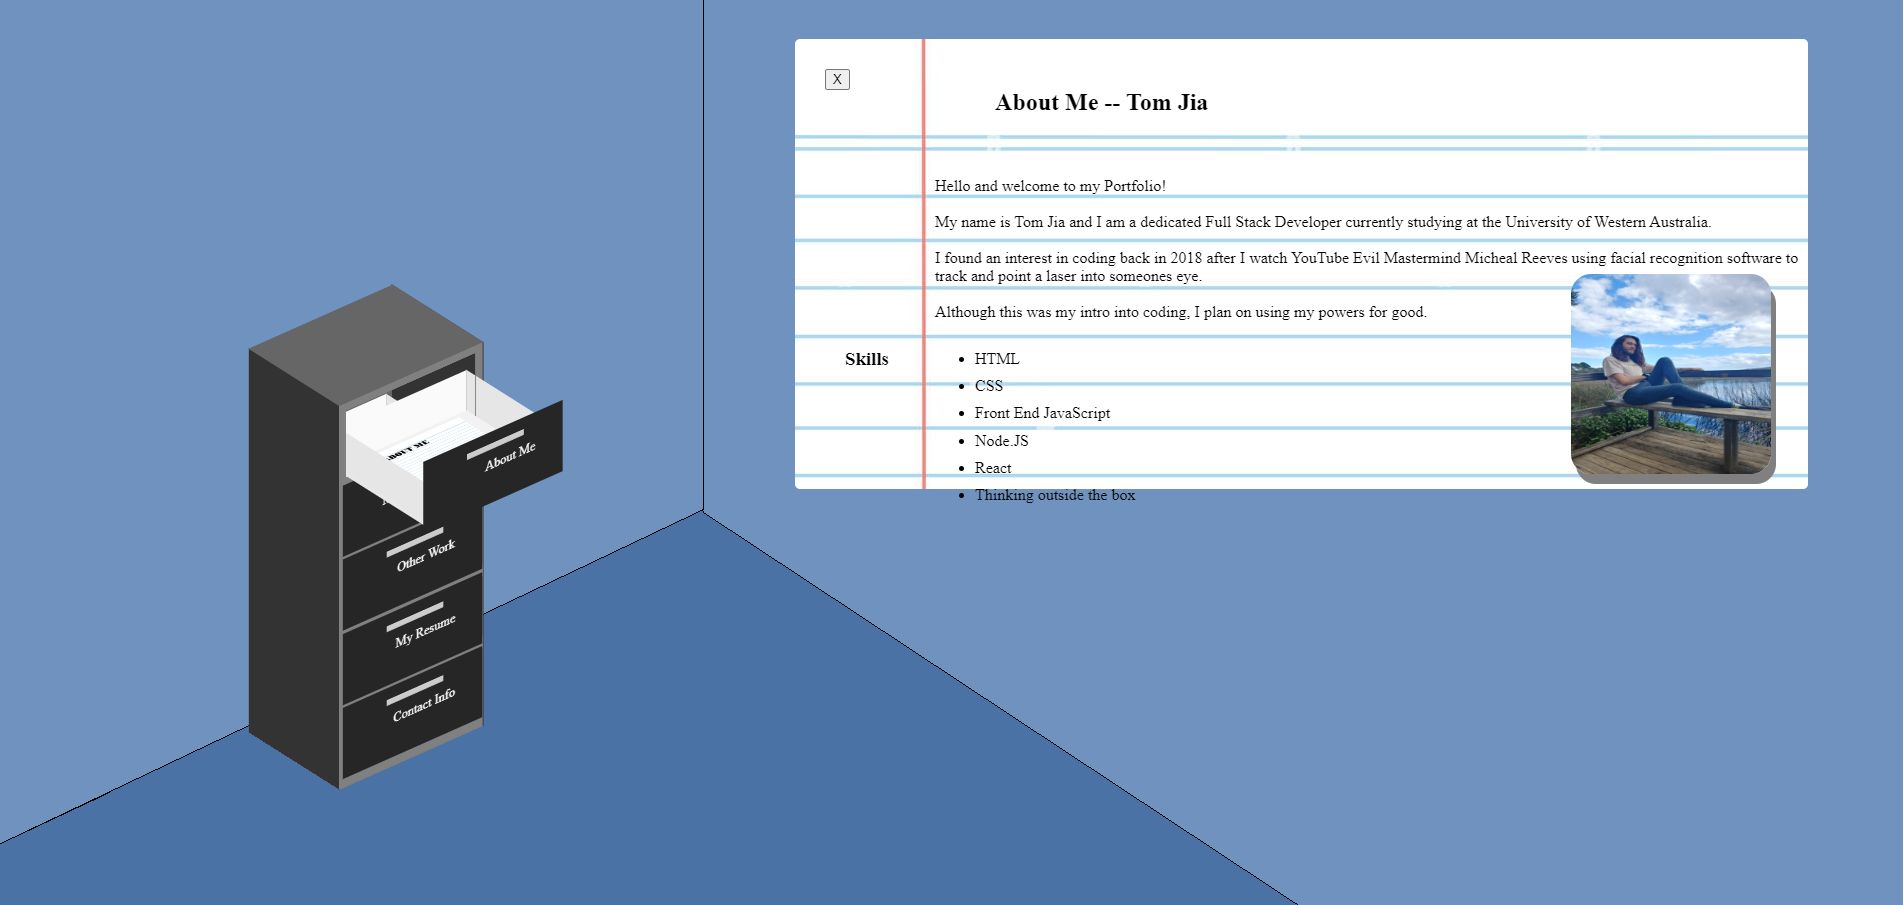 X
About Me -- Tom Jia
Hello and welcome to my Portfolio!
My name is Tom Jia and I am a dedicated Full Stack Developer currently studying at the University of Western Australia.
I found an interest in coding back in 2018 after I watch YouTube Evil Mastermind Micheal Reeves using facial recognition software to
track and point a laser into someones eye.
Although this was my intro into coding, I plan on using my powers for good.
Skills
• HTML
• CSS
• Front End JavaScript
• Node.JS
• React
• Thinking outside the box
BOUT ME
About Me
Other Work
My Resume
Contact Info